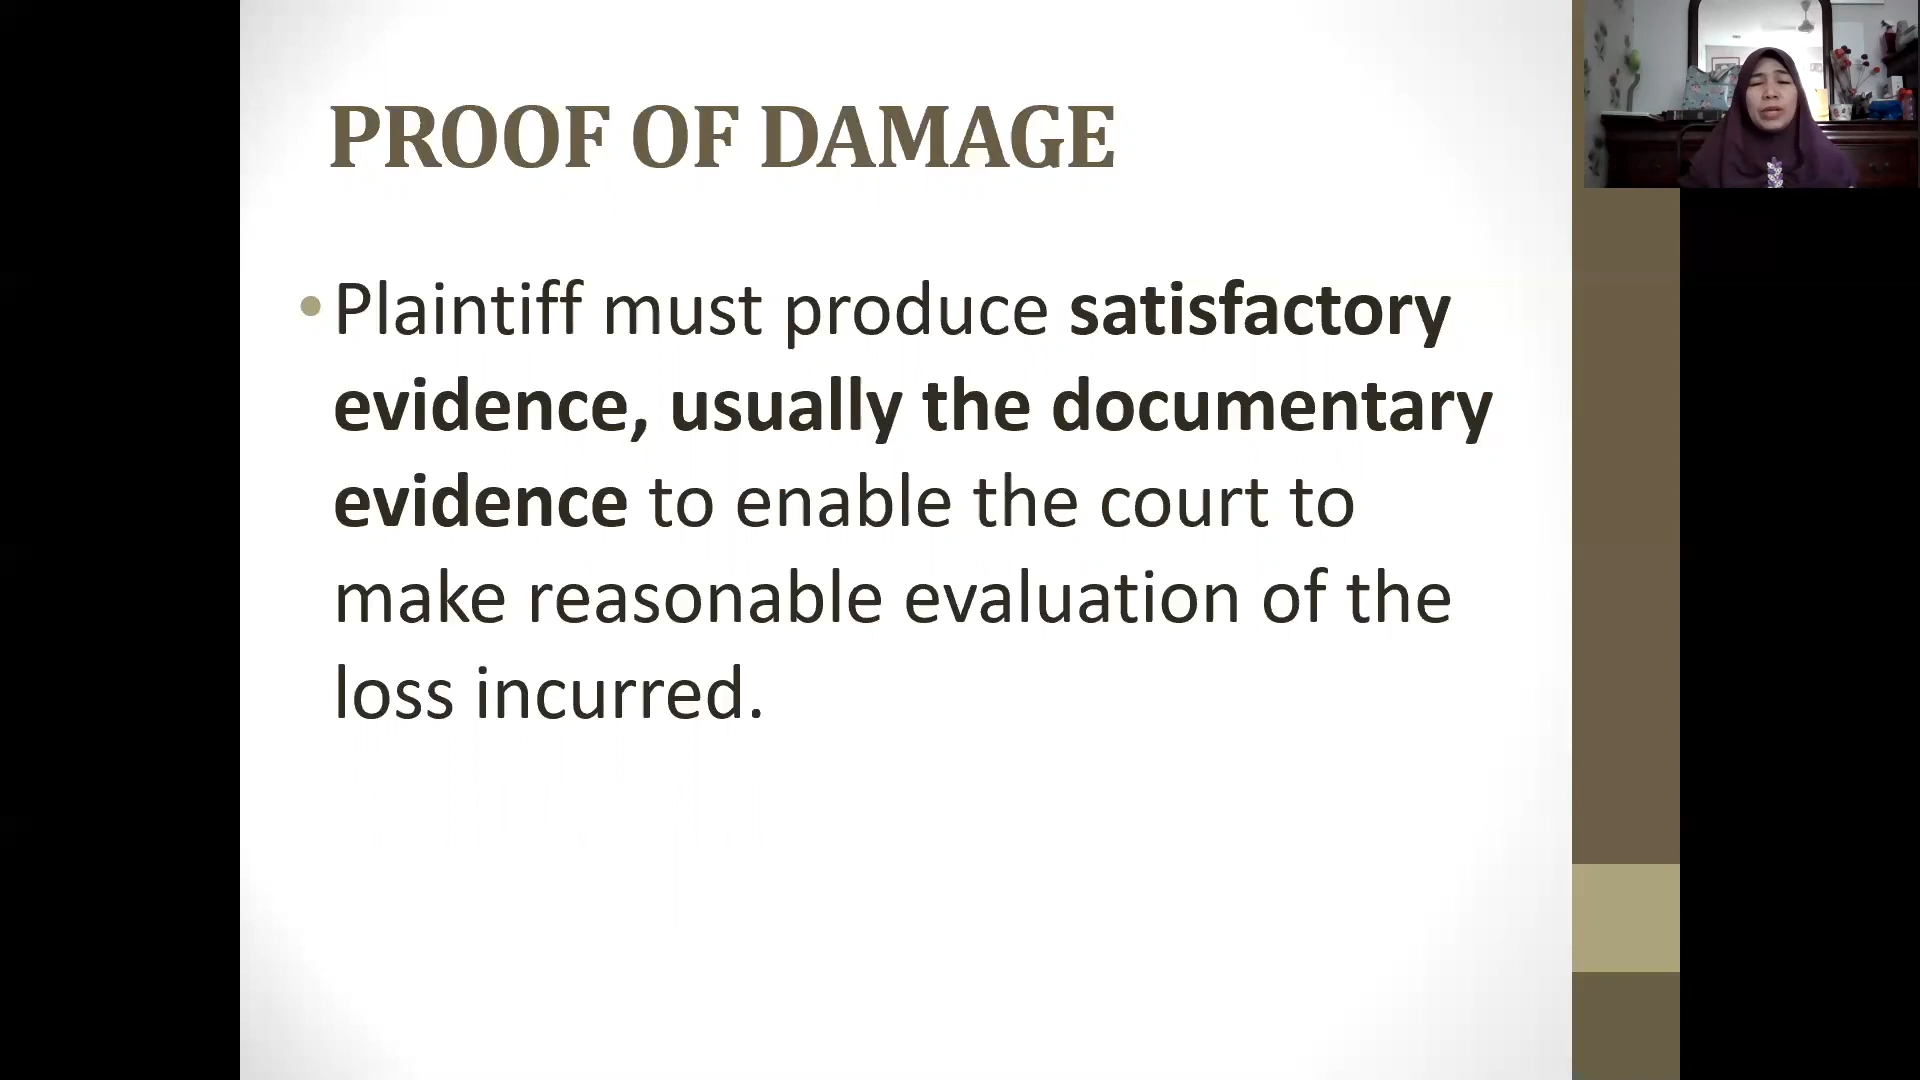 PROOF OF DAMAGE
•Plaintiff must produce satisfactory
evidence, usually the documentary
evidence to enable the court to
make reasonable evaluation of the
loss incurred.